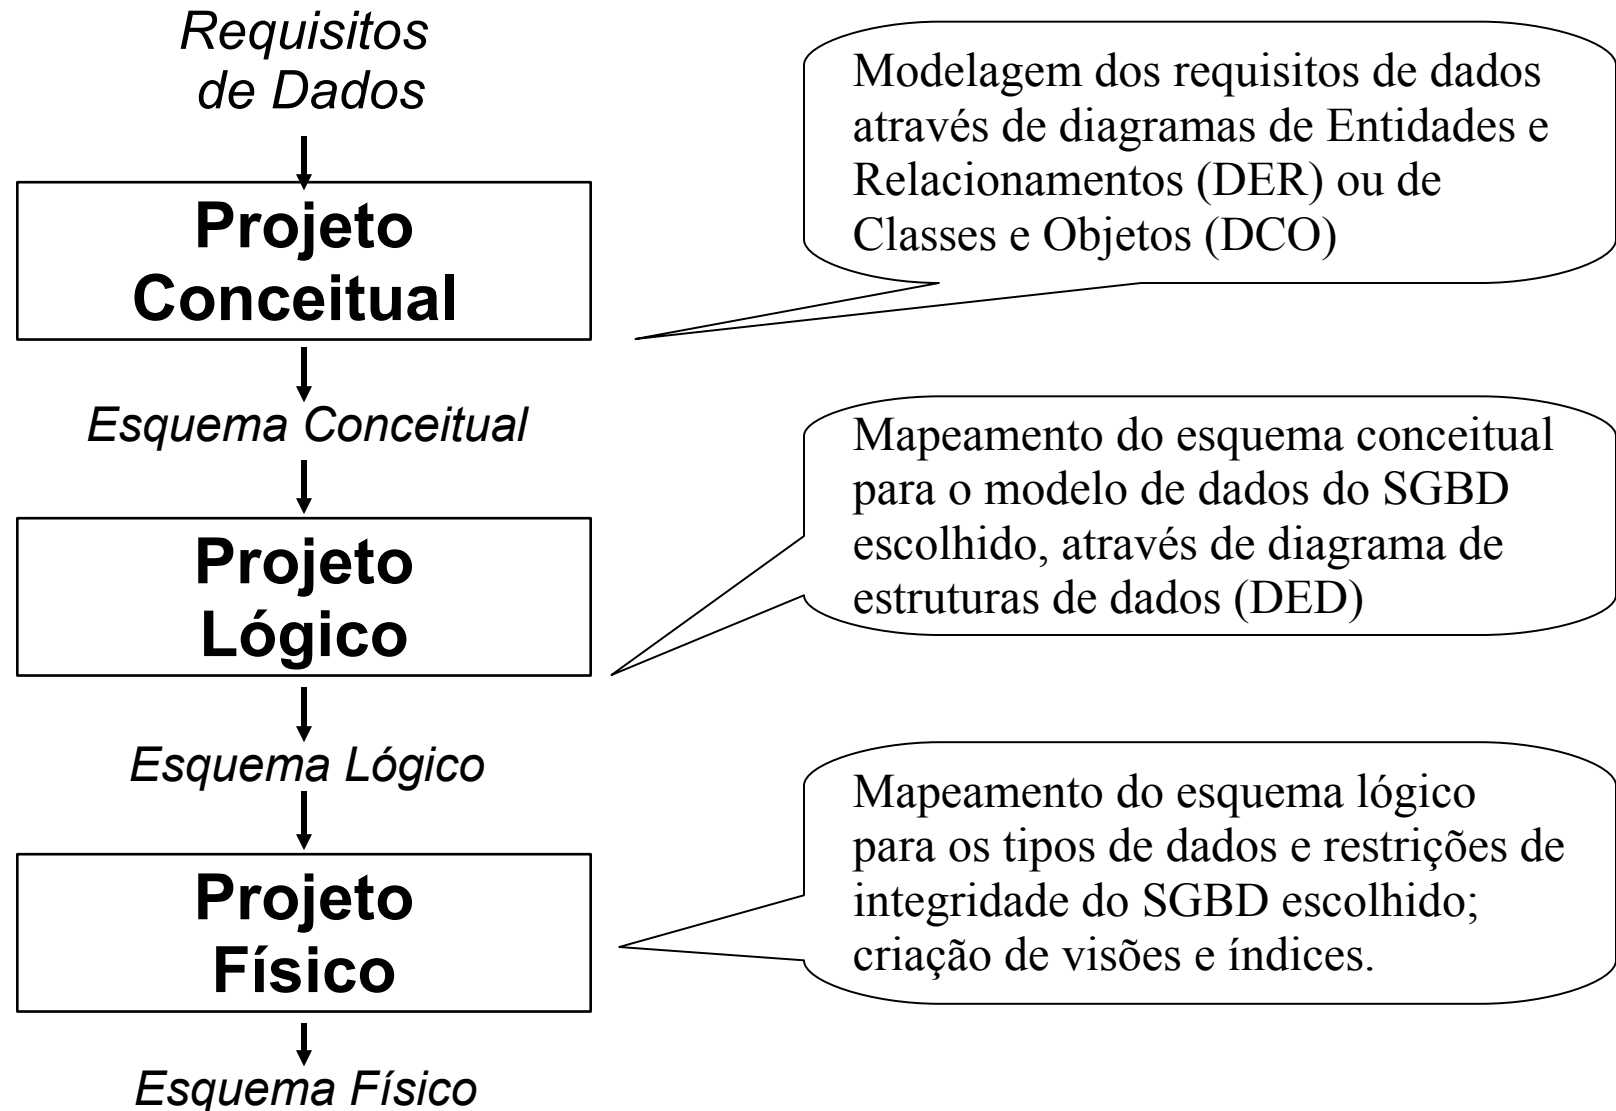 Requisitos
de Dados
Modelagem dos requisitos de dados
através de diagramas de Entidades e
Relacionamentos (DER) ou de
Classes e Objetos (DCO)
Projeto
Conceitual
Esquema Conceitual
Mapeamento do esquema conceitual
para o modelo de dados do SGBD
escolhido, através de diagrama de
estruturas de dados (DED)
Projeto
Lógico
Esquema Lógico
Mapeamento do esquema lógico
para os tipos de dados e restrições de
integridade do SGBD escolhido;
criação de visões e índices.
Projeto
Físico
Esquema Físico